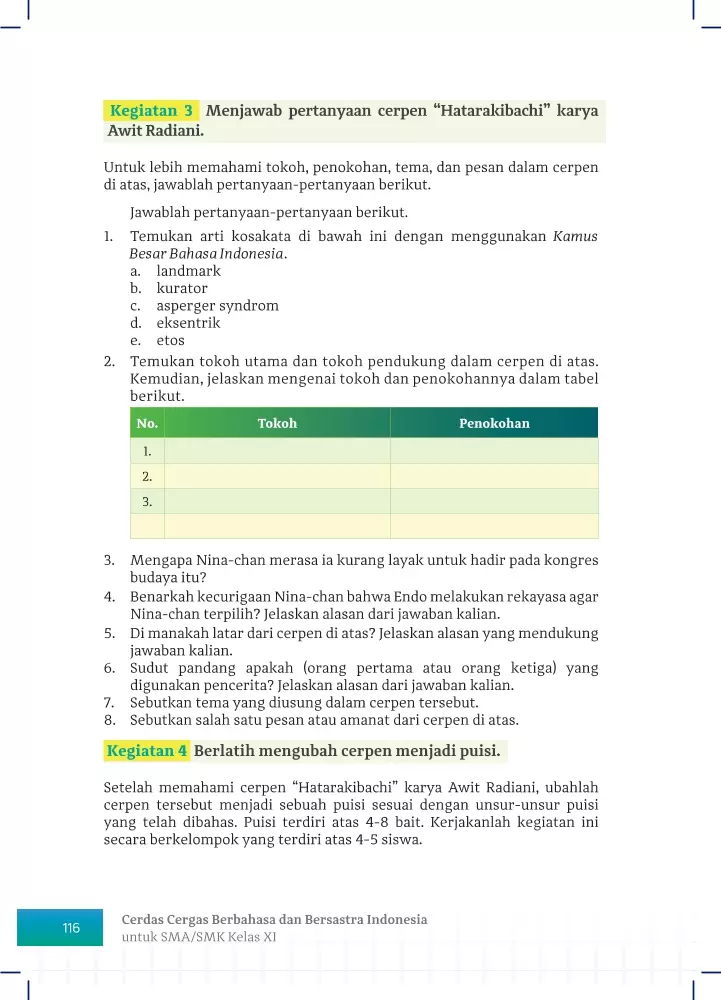 Kegiatan 3 Menjawab pertanyaan cerpen “Hatarakibachi” karya
Awit Radiani.
Untuk lebih memahami tokoh, penokohan, tema, dan pesan dalam cerpen
di atas, jawablah pertanyaan-pertanyaan berikut.
Jawablah pertanyaan-pertanyaan berikut.
1. Temukan arti kosakata di bawah ini dengan menggunakan Kamus
Besar Bahasa Indonesia.
a. landmark
b. kurator
c. asperger syndrom
d. eksentrik
e. etos
2. Temukan tokoh utama dan tokoh pendukung dalam cerpen di atas.
Kemudian, jelaskan mengenai tokoh dan penokohannya dalam tabel
berikut.
No. Tokoh Penokohan
1.
2.
3.
3. Mengapa Nina-chan merasa ia kurang layak untuk hadir pada kongres
budaya itu?
4. Benarkah kecurigaan Nina-chan bahwa Endo melakukan rekayasa agar
Nina-chan terpilih? Jelaskan alasan dari jawaban kalian.
5. Di manakah latar dari cerpen di atas? Jelaskan alasan yang mendukung
jawaban kalian.
6. Sudut pandang apakah (orang pertama atau orang ketiga) yang
digunakan pencerita? Jelaskan alasan dari jawaban kalian.
7. Sebutkan tema yang diusung dalam cerpen tersebut.
8. Sebutkan salah satu pesan atau amanat dari cerpen di atas.
Kegiatan 4 Berlatih mengubah cerpen menjadi puisi.
Setelah memahami cerpen “Hatarakibachi” karya Awit Radiani, ubahlah
cerpen tersebut menjadi sebuah puisi sesuai dengan unsur-unsur puisi
yang telah dibahas. Puisi terdiri atas 4-8 bait. Kerjakanlah kegiatan ini
secara berkelompok yang terdiri atas 4-5 siswa.
116
Cerdas Cergas Berbahasa dan Bersastra Indonesia
untuk SMA/SMK Kelas XI